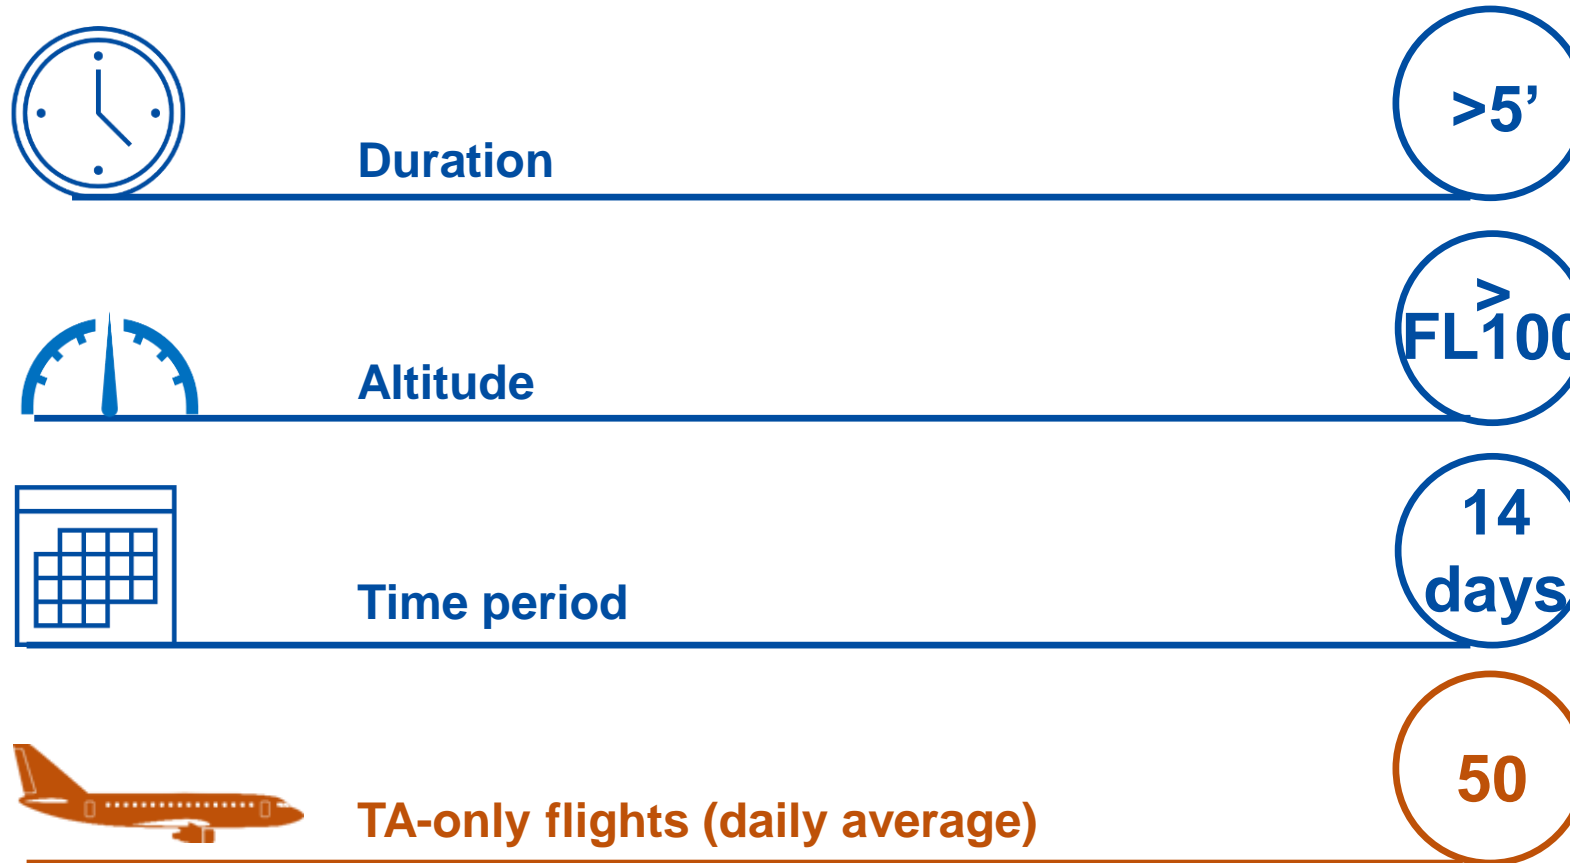 Duration
>5’
Altitude
>
FL100
Time period
14
days
TA-only flights (daily average)
50